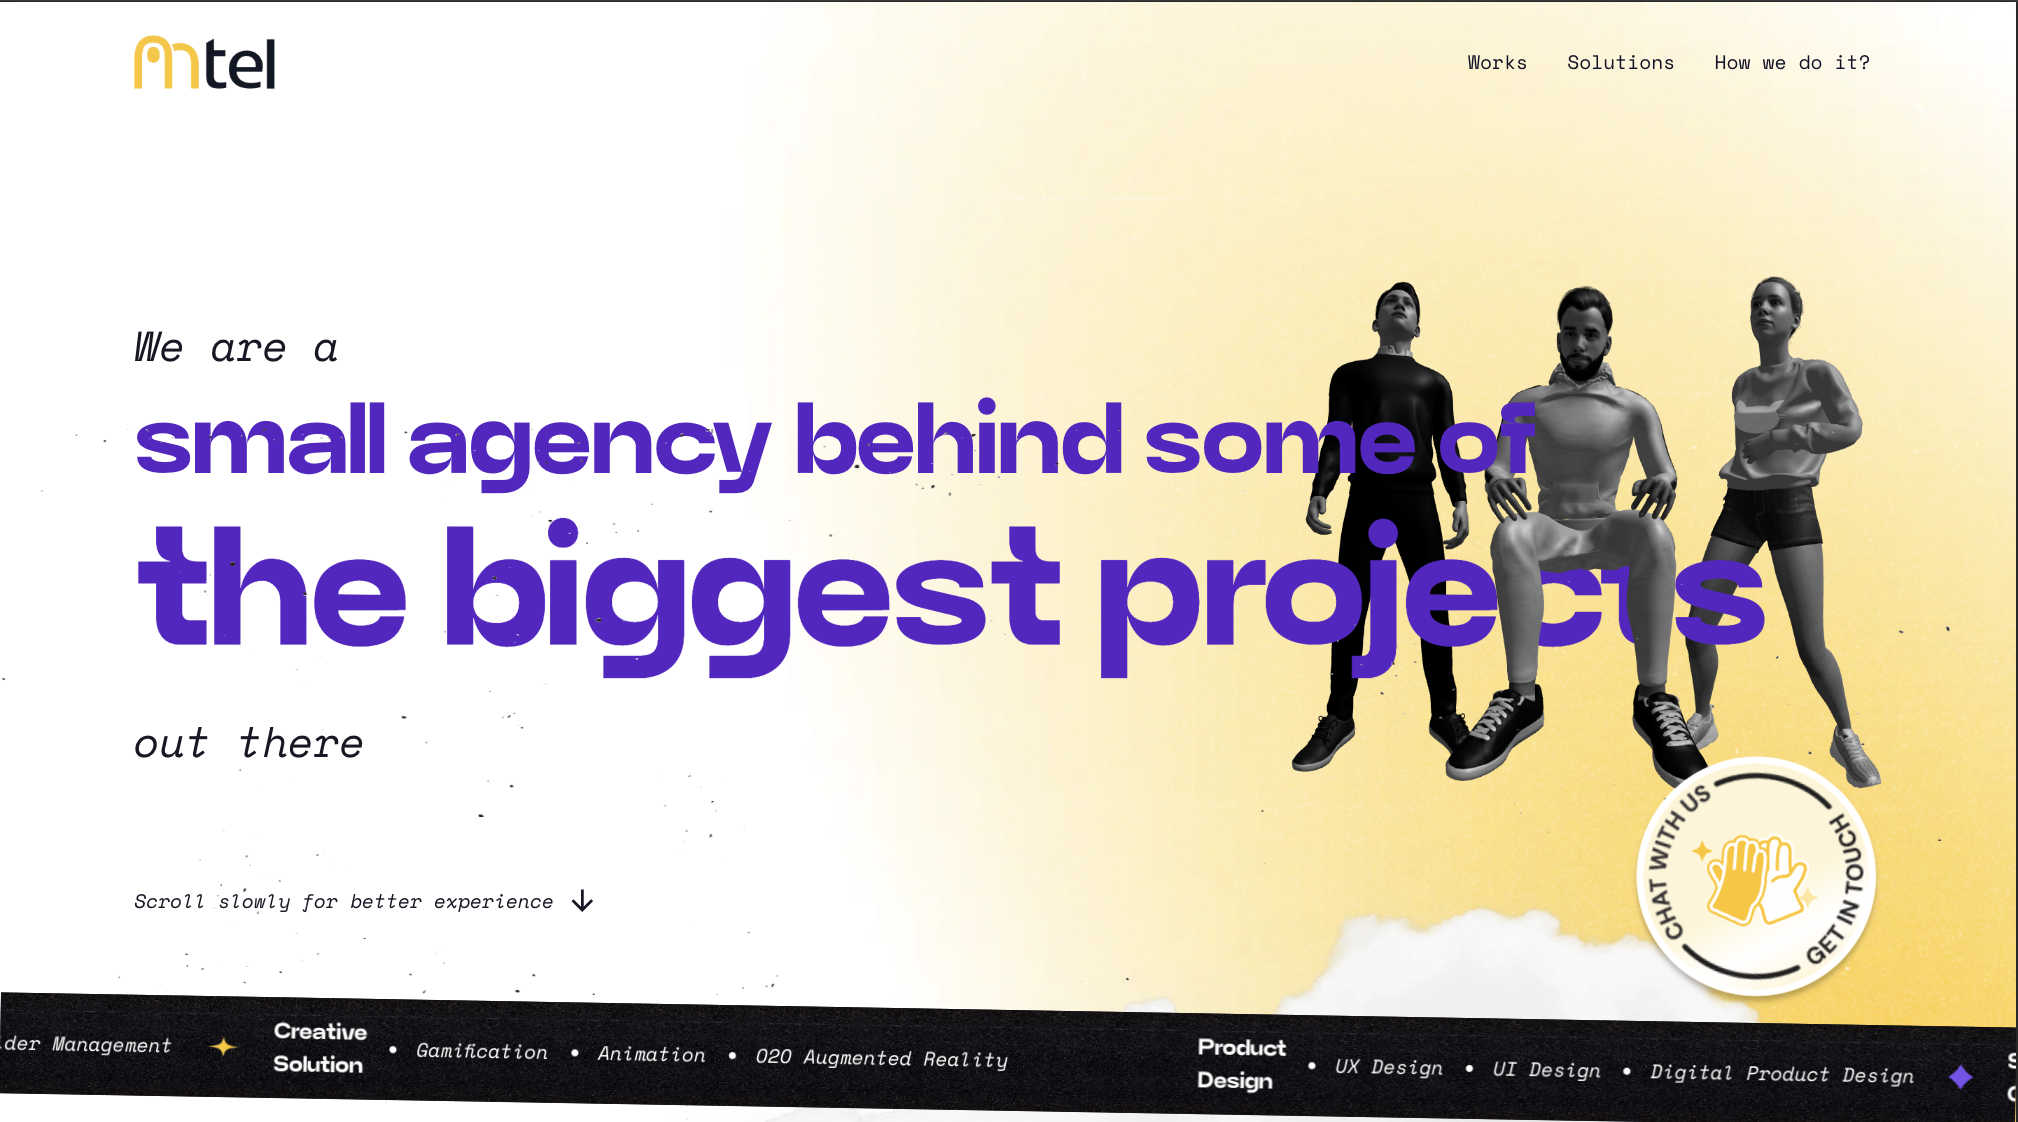 mtel
Works Solutions How we do it?
We are a
small agency behind some of
the biggest projects
out there
Scroll slowly for better experience
CHAT WITH US
GET IN TOUCH
Management
Creative
Solution
• Gamification • Animation • O2O Augmented Reality
Product
Design
• UX Design • UI Design • Digital Product Design